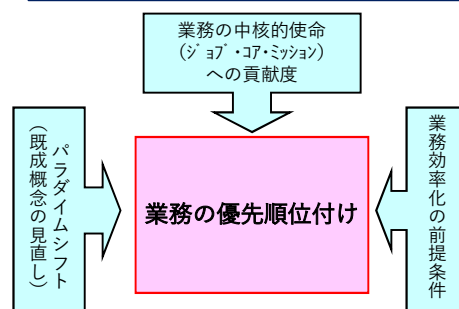 業務の中核的使命
(ｼﾞｮﾌﾞ・ｺｱ・ﾐｯｼｮﾝ)
への貢献度
パラダイムシフト
（既成概念の見直し）
業務の優先順位付け
業務効率化の前提条件